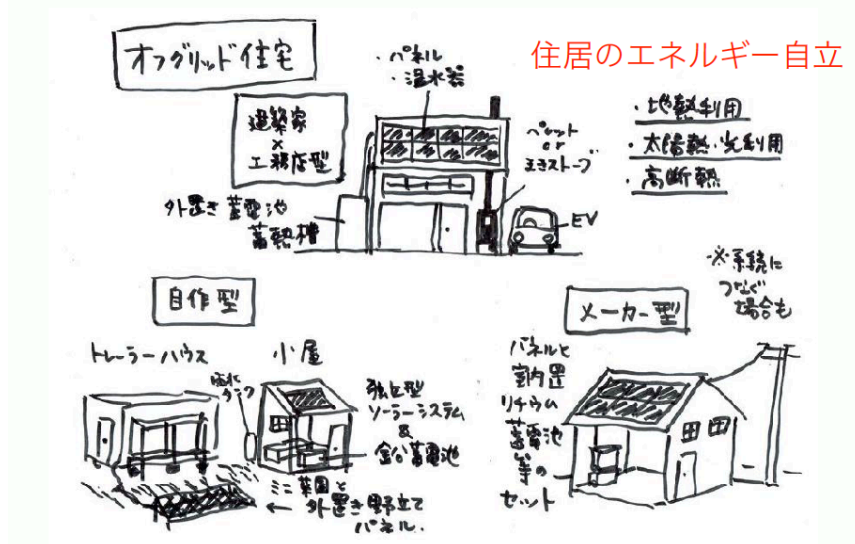 住居のエネルギー自立
オフグリッド住宅
・パネル
・温水器
建築家
×
工務店型
ペレット
or
まきストーブ
・地熱利用
・太陽熱・光利用
・高断熱
外置き蓄電池
蓄熱槽
EV
※系統に
つなぐ
場合も
自作型
メーカー型
トレーラーハウス
小屋
タンク
独立型
ソーラーシステム
&
鉛蓄電池
ミニ菜園と
外置き野立て
パネル.
パネルと
室内置
リチウム
蓄電池
等の
セット